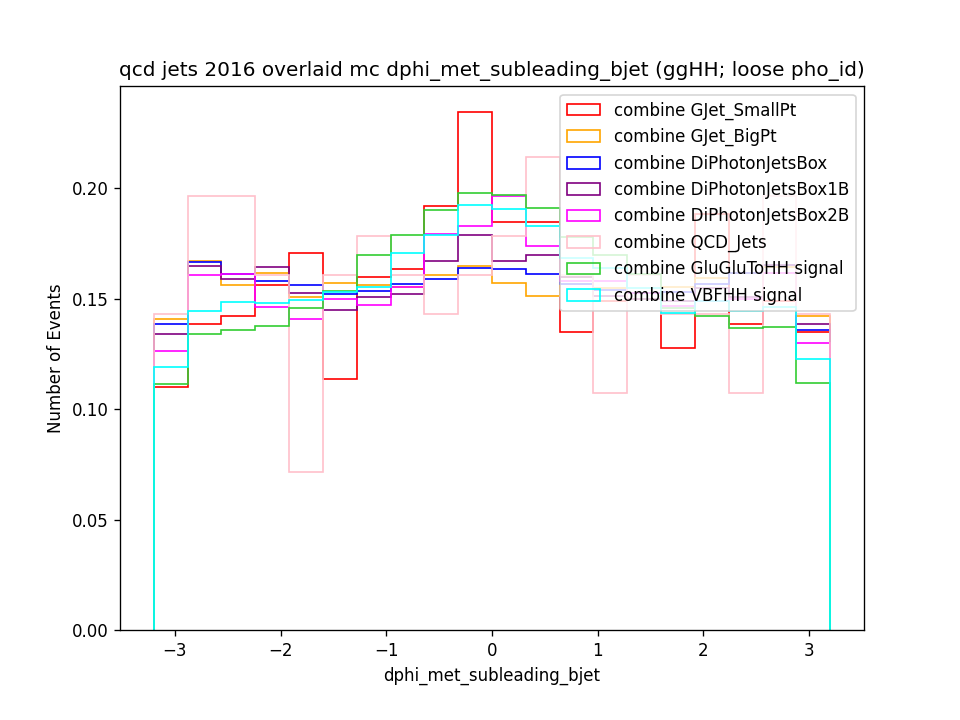 qcd jets 2016 overlaid mc dphi_met_subleading_bjet (ggHH; loose pho_id)
combine GJet_SmallPt
combine GJet_BigPt
combine DiPhotonJetsBox
combine DiPhotonJetsBox1B
combine DiPhotonJetsBox2B
combine QCD_Jets
combine GluGluToHH signal
combine VBFHH signal
Number of Events
0.20
0.15
0.10
0.05
0.00
−3 −2 −1 0 1 2 3
dphi_met_subleading_bjet